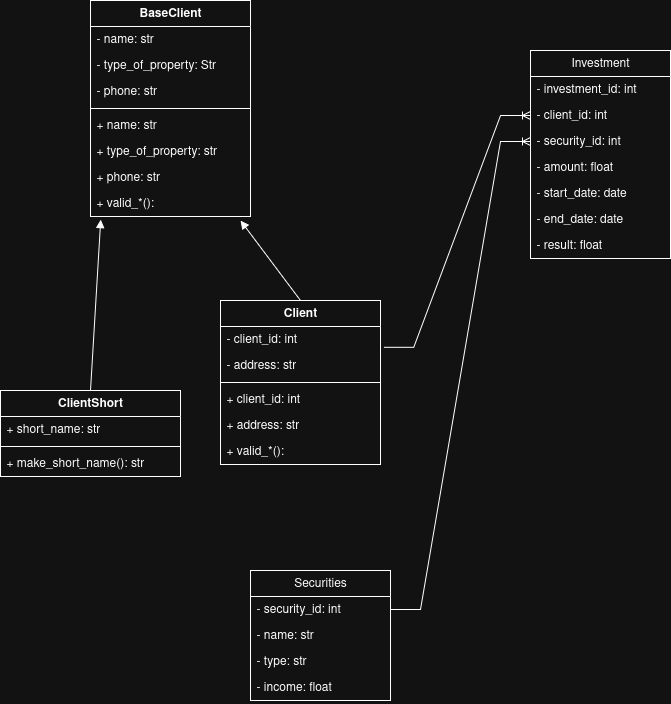 BaseClient
- name: str
- type_of_property: Str
- phone: str
+ name: str
+ type_of_property: str
+ phone: str
+ valid_*():
Investment
- investment_id: int
- client_id: int
- security_id: int
- amount: float
- start_date: date
- end_date: date
- result: float
Client
- client_id: int
- address: str
+ client_id: int
+ address: str
+ valid_*():
ClientShort
+ short_name: str
+ make_short_name(): str
Securities
- security_id: int
- name: str
- type: str
- income: float